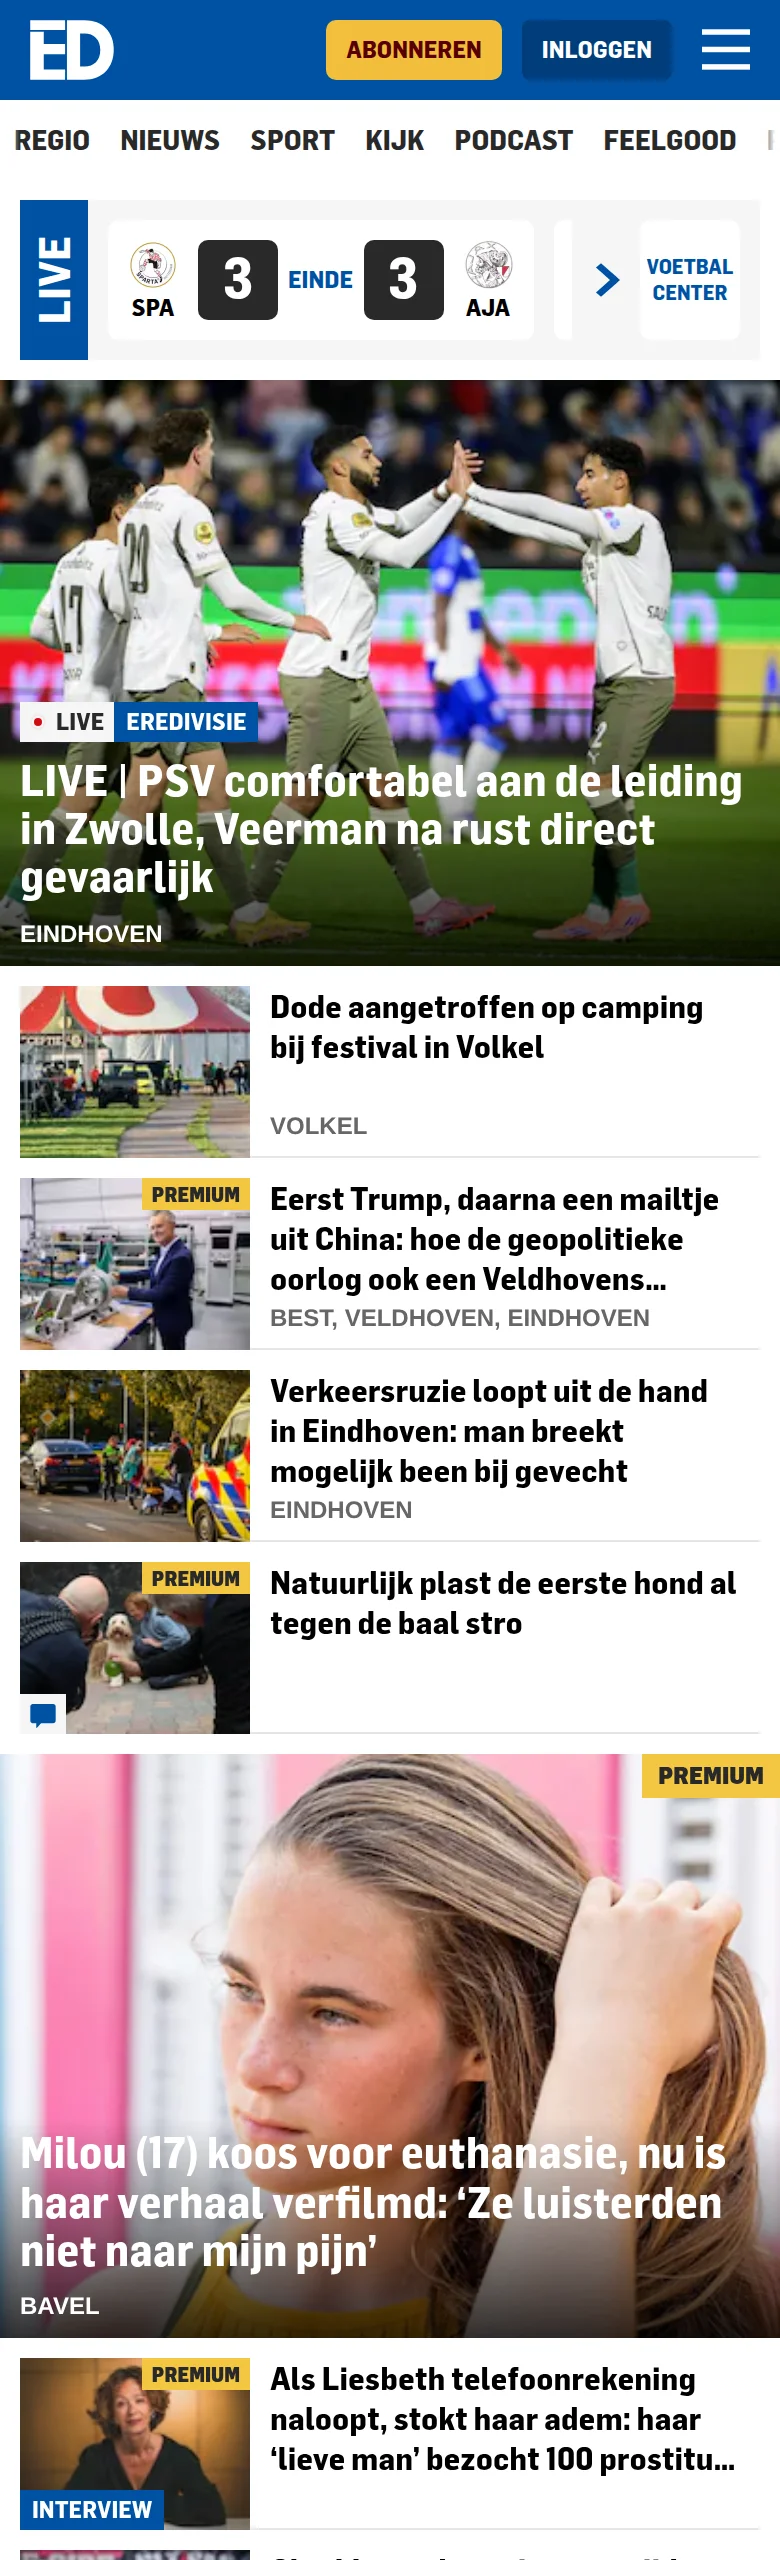 ED
ABONNEREN
INLOGGEN
REGIO NIEUWS SPORT KIJK PODCAST FEELGOOD
LIVE
SPARTA
SPA
3
EINDE
3
AJA
VOETBAL
CENTER
20
17
2
LIVE
EREDIVISIE
LIVE | PSV comfortabel aan de leiding
in Zwolle, Veerman na rust direct
gevaarlijk
EINDHOVEN
Dode aangetroffen op camping
bij festival in Volkel
VOLKEL
PREMIUM
Eerst Trump, daarna een mailtje
uit China: hoe de geopolitieke
oorlog ook een Veldhovens...
BEST, VELDHOVEN, EINDHOVEN
Verkeersruzie loopt uit de hand
in Eindhoven: man breekt
mogelijk been bij gevecht
EINDHOVEN
PREMIUM
Natuurlijk plast de eerste hond al
tegen de baal stro
PREMIUM
Milou (17) koos voor euthanasie, nu is
haar verhaal verfilmd: ‘Ze luisterden
niet naar mijn pijn’
BAVEL
PREMIUM
INTERVIEW
Als Liesbeth telefoonrekening
naloopt, stokt haar adem: haar
‘lieve man’ bezocht 100 prostitu...